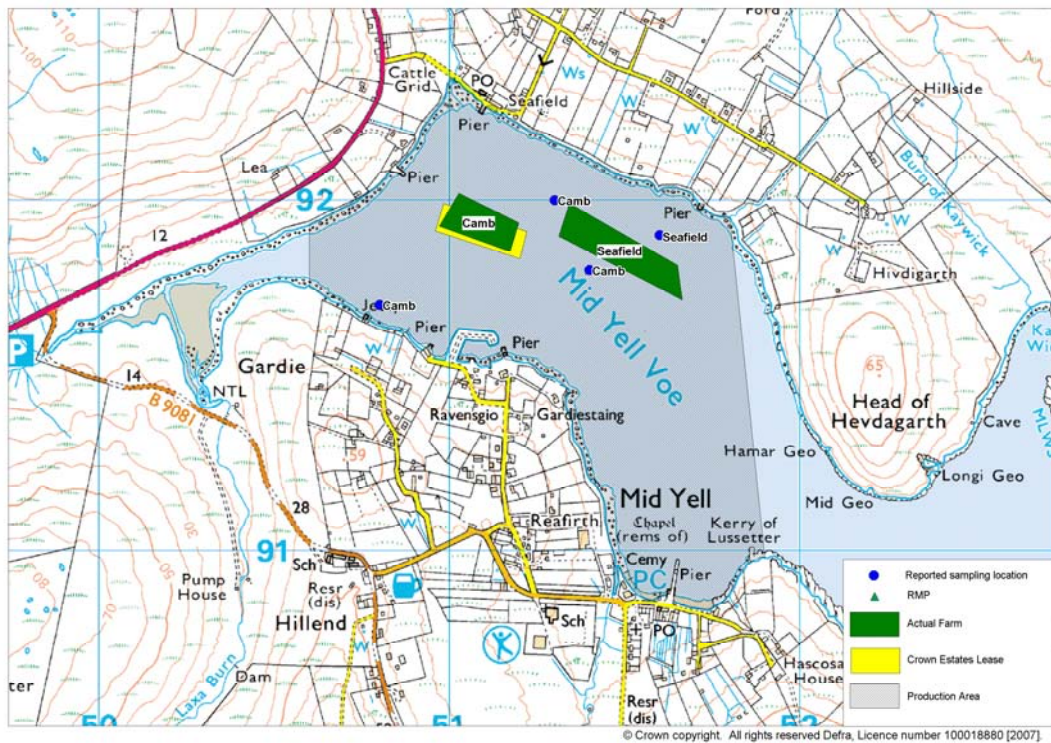 110
100
Cattle
Grid
PO
Seafield
Pier
Ws
Ford
Hillside
W
Burn of Kaywick
Lea
Pier
92
12
Camb
Camb
Pier
Seafield
Seafield
Camb
W
W
W
Hivdigarth
Camb
Mid Yell Voe
Pier
Pier
P
14
Gardie
W
NTL
B 9081
Ravensgio
Gardiestaing
65
Head of
Hevdagarth
Cave
MLWS
59
Hamar Geo
Longi Geo
Mid Geo
28
Mid Yell
30
Reafirth
Chapel
(rems of)
Kerry of
Lussetter
W
91
Sch
Cemy
PC
Pier
Pump
House
Resr
(dis)
80
50
Hillend
Sch
PO
W
Laxa Burn
Dam
Resr
(dis)
Hascosa
House
50
51
52
Reported sampling location
RMP
Actual Farm
Crown Estates Lease
Production Area
© Crown copyright. All rights reserved Defra, Licence number 100018880 [2007].